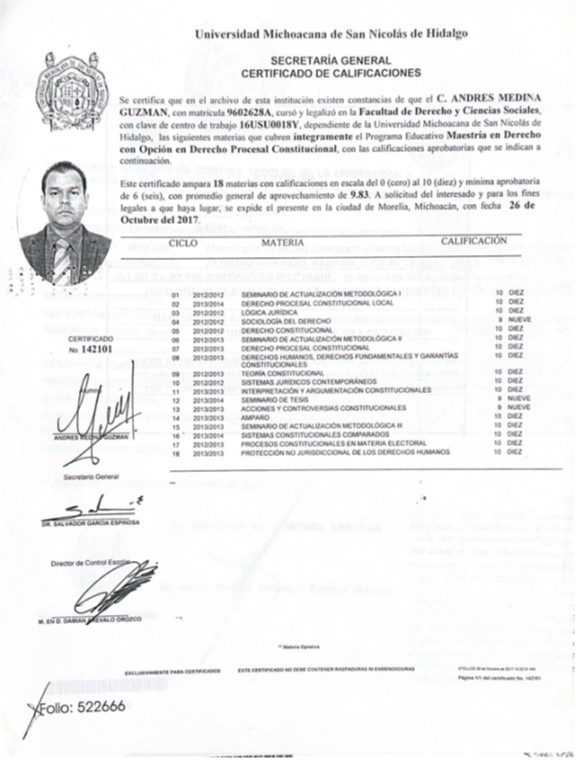 Universidad Michoacana de San Nicolás de Hidalgo
SECRETARÍA GENERAL
CERTIFICADO DE CALIFICACIONES
Se certifica que en el archivo de esta institución existen constancias de que el C. ANDRES MEDINA
GUZMAN, con matrícula 9602628A, cursó y legalizó en la Facultad de Derecho y Ciencias Sociales,
con clave de centro de trabajo 16USU0018Y, dependiente de la Universidad Michoacana de San Nicolás de
Hidalgo, las siguientes materias que cubren íntegramente el Programa Educativo Maestría en Derecho
con Opción en Derecho Procesal Constitucional, con las calificaciones aprobatorias que se indican a
continuación.
Este certificado ampara 18 materias con calificaciones en escala del 0 (cero) al 10 (diez) y mínima aprobatoria
de 6 (seis), con promedio general de aprovechamiento de 9.83. A solicitud del interesado y para los fines
legales a que haya lugar, se expide el presente en la ciudad de Morelia, Michoacán, con fecha 26 de
Octubre del 2017.
CICLO MATERIA CALIFICACIÓN
01 2012/2012 SEMINARIO DE ACTUALIZACIÓN METODOLÓGICA I 10 DIEZ
02 2013/2014 DERECHO PROCESAL CONSTITUCIONAL LOCAL 10 DIEZ
03 2012/2012 LÓGICA JURÍDICA 10 DIEZ
04 2012/2012 SOCIOLOGÍA DEL DERECHO 9 NUEVE
05 2012/2012 DERECHO CONSTITUCIONAL 10 DIEZ
06 2012/2013 SEMINARIO DE ACTUALIZACIÓN METODOLÓGICA II 10 DIEZ
07 2012/2013 DERECHO PROCESAL CONSTITUCIONAL 10 DIEZ
08 2012/2013 DERECHOS HUMANOS, DERECHOS FUNDAMENTALES Y GARANTÍAS
CONSTITUCIONALES 10 DIEZ
09 2012/2013 TEORÍA CONSTITUCIONAL 10 DIEZ
10 2012/2012 SISTEMAS JURÍDICOS CONTEMPORÁNEOS 10 DIEZ
11 2013/2013 INTERPRETACIÓN Y ARGUMENTACIÓN CONSTITUCIONALES 10 DIEZ
12 2013/2014 SEMINARIO DE TESIS 9 NUEVE
13 2013/2013 ACCIONES Y CONTROVERSIAS CONSTITUCIONALES 9 NUEVE
14 2013/2013 AMPARO 10 DIEZ
15 2013/2013 SEMINARIO DE ACTUALIZACIÓN METODOLÓGICA III 10 DIEZ
16 2013/2014 SISTEMAS CONSTITUCIONALES COMPARADOS 10 DIEZ
17 2012/2013 PROCESOS CONSTITUCIONALES EN MATERIA ELECTORAL 10 DIEZ
18 2013/2013 PROTECCIÓN NO JURISDICCIONAL DE LOS DERECHOS HUMANOS 10 DIEZ
CERTIFICADO
No. 142101
Alumno
ANDRES MEDINA GUZMAN
Secretario General
DR. SALVADOR GARCIA ESPINOSA
Director de Control Escolar
M. EN D. DAMIAN AREVALO OROZCO
** Materia Optativa
EXCLUSIVAMENTE PARA CERTIFICADOS
ESTE CERTIFICADO NO DEBE CONTENER RASPADURAS NI ENMENDADURAS
Página 1/1 del certificado No. 142101
Folio: 522666